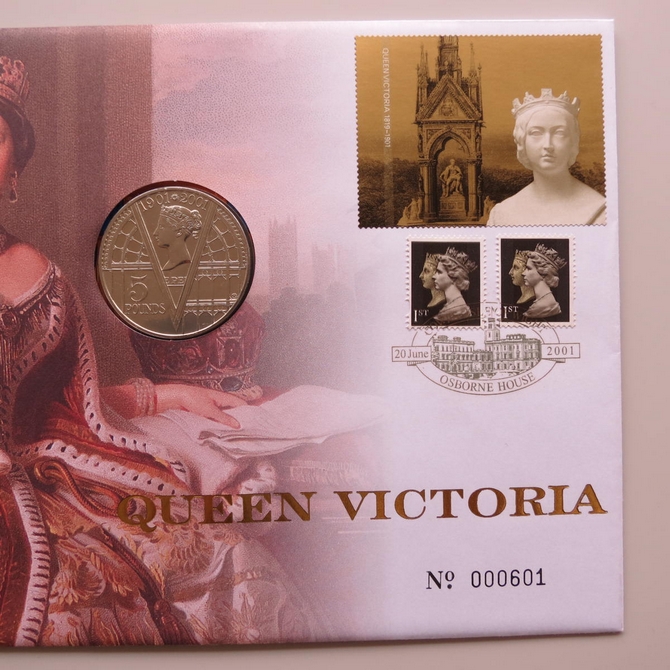 QUEEN VICTORIA 1819-1901
1901 · 2001
5
POUNDS
1ST
1ST
20 June 2001
OSBORNE HOUSE
QUEEN VICTORIA
Nº 000601